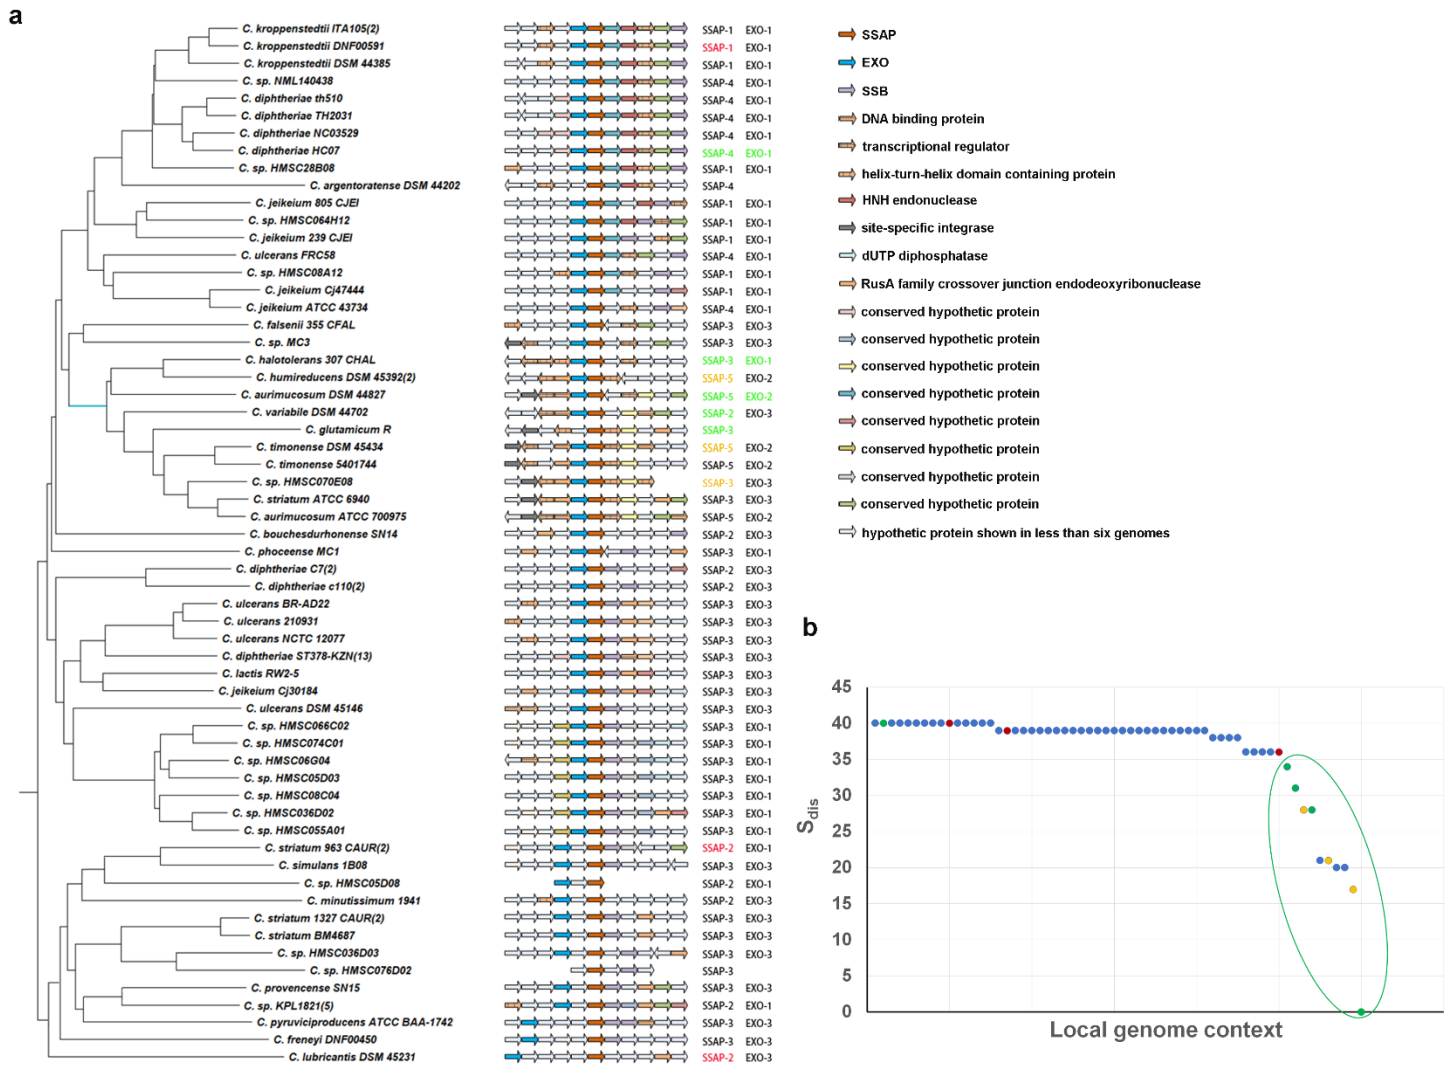 a
C. kroppenstedtii ITA105(2) SSAP-1 EXO-1
C. kroppenstedtii DNF00591 SSAP-1 EXO-1
C. kroppenstedtii DSM 44385 SSAP-1 EXO-1
C. sp. NML140438 SSAP-4 EXO-1
C. diphtheriae th510 SSAP-4 EXO-1
C. diphtheriae TH2031 SSAP-4 EXO-1
C. diphtheriae NC03529 SSAP-4 EXO-1
C. diphtheriae HC07 SSAP-4 EXO-1
C. sp. HMSC28B08 SSAP-1 EXO-1
C. argentoratense DSM 44202 SSAP-4
C. jeikeium 805 CJEI SSAP-1 EXO-1
C. sp. HMSC064H12 SSAP-1 EXO-1
C. jeikeium 239 CJEI SSAP-1 EXO-1
C. ulcerans FRC58 SSAP-4 EXO-1
C. sp. HMSC08A12 SSAP-1 EXO-1
C. jeikeium Cj47444 SSAP-1 EXO-1
C. jeikeium ATCC 43734 SSAP-4 EXO-1
C. falsenii 355 CFAL SSAP-3 EXO-3
C. sp. MC3 SSAP-3 EXO-3
C. halotolerans 307 CHAL SSAP-3 EXO-1
C. humireducens DSM 45392(2) SSAP-5 EXO-2
C. aurimucosum DSM 44827 SSAP-5 EXO-2
C. variabile DSM 44702 SSAP-2 EXO-3
C. glutamicum R SSAP-3
C. timonense DSM 45434 SSAP-5 EXO-2
C. timonense 5401744 SSAP-5 EXO-2
C. sp. HMSC070E08 SSAP-3 EXO-3
C. striatum ATCC 6940 SSAP-3 EXO-3
C. aurimucosum ATCC 700975 SSAP-5 EXO-2
C. bouchesdurhonense SN14 SSAP-2 EXO-3
C. phoceense MC1 SSAP-3 EXO-1
C. diphtheriae C7(2) SSAP-2 EXO-3
C. diphtheriae c110(2) SSAP-2 EXO-3
C. ulcerans BR-AD22 SSAP-3 EXO-3
C. ulcerans 210931 SSAP-3 EXO-3
C. ulcerans NCTC 12077 SSAP-3 EXO-3
C. diphtheriae ST378-KZN(13) SSAP-3 EXO-3
C. lactis RW2-5 SSAP-3 EXO-3
C. jeikeium Cj30184 SSAP-3 EXO-3
C. ulcerans DSM 45146 SSAP-3 EXO-3
C. sp. HMSC066C02 SSAP-3 EXO-1
C. sp. HMSC074C01 SSAP-3 EXO-1
C. sp. HMSC06G04 SSAP-3 EXO-1
C. sp. HMSC05D03 SSAP-3 EXO-1
C. sp. HMSC08C04 SSAP-3 EXO-1
C. sp. HMSC036D02 SSAP-3 EXO-1
C. sp. HMSC055A01 SSAP-3 EXO-1
C. striatum 963 CAUR(2) SSAP-2 EXO-1
C. simulans 1B08 SSAP-3 EXO-3
C. sp. HMSC05D08 SSAP-2 EXO-1
C. minutissimum 1941 SSAP-2 EXO-3
C. striatum 1327 CAUR(2) SSAP-3 EXO-3
C. striatum BM4687 SSAP-3 EXO-3
C. sp. HMSC036D03 SSAP-3 EXO-3
C. sp. HMSC076D02 SSAP-3
C. provencense SN15 SSAP-3 EXO-3
C. sp. KPL1821(5) SSAP-2 EXO-1
C. pyruviciproducens ATCC BAA-1742 SSAP-3 EXO-3
C. freneyi DNF00450 SSAP-3 EXO-3
C. lubricantis DSM 45231 SSAP-2 EXO-3
SSAP
EXO
SSB
DNA binding protein
transcriptional regulator
helix-turn-helix domain containing protein
HNH endonuclease
site-specific integrase
dUTP diphosphatase
RusA family crossover junction endodeoxyribonuclease
conserved hypothetic protein
conserved hypothetic protein
conserved hypothetic protein
conserved hypothetic protein
conserved hypothetic protein
conserved hypothetic protein
conserved hypothetic protein
conserved hypothetic protein
hypothetic protein shown in less than six genomes
b
45
40
35
30
25
20
15
10
5
0
Sdis
Local genome context